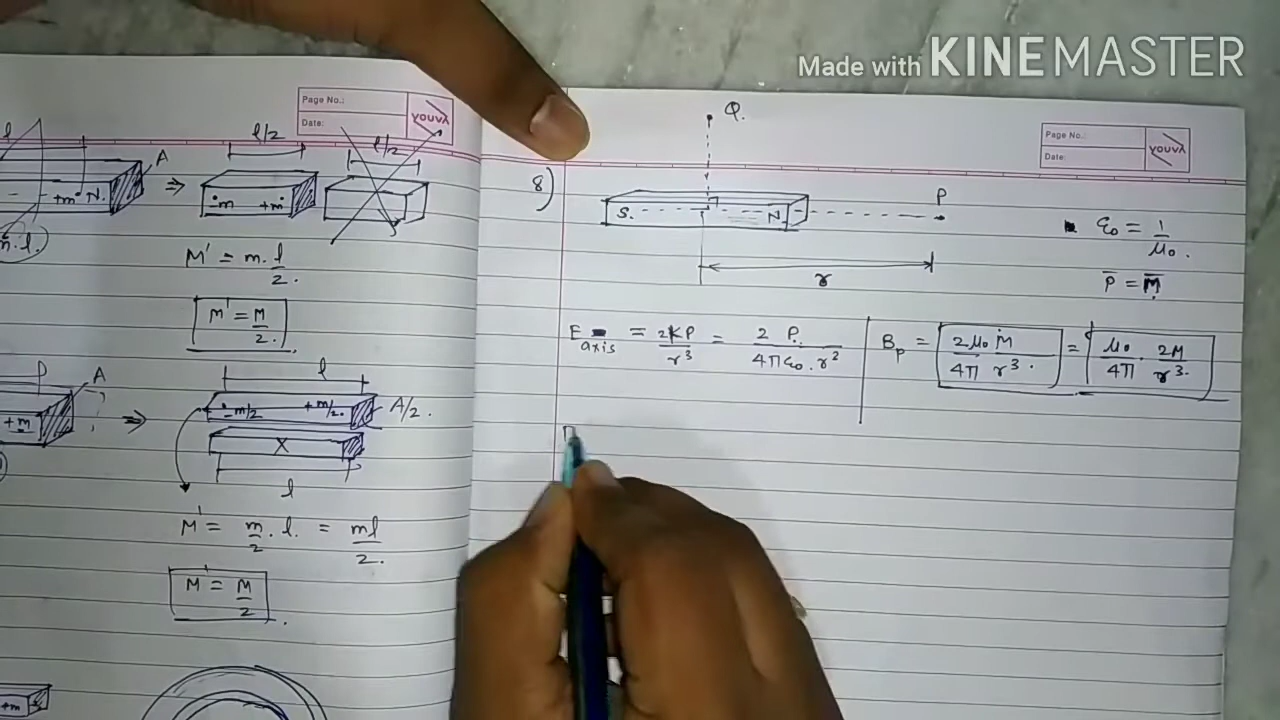 Made with KINEMASTER
Page No.:
Date:
youva
l
A
⇒
l/2
l/2
- +m N.
-m +m
m.l.)
M' = m. l/2.
M' = M/2.
P
A
+m
⇒
l
-m/2 +m/2.
A/2.
X
l
M' = m/2 . l. = ml/2.
M' = M/2
+m
Page No.:
Date:
youva
Q.
8)
S. N.
P
r
ε₀ = 1/μ₀.
P̅ = M̅
E axis = 2KP/r³ = 2 P./4πε₀.r²
B_P = 2μ₀ M/4π r³. = μ₀/4π . 2M/r³.